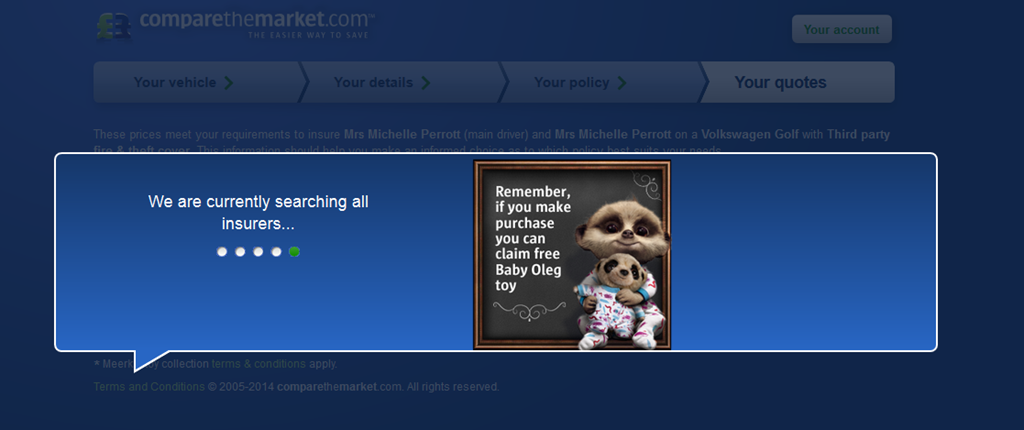 comparethemarket.com™
THE EASIER WAY TO SAVE
Your account
Your vehicle
Your details
Your policy
Your quotes
These prices meet your requirements to insure Mrs Michelle Perrott (main driver) and Mrs Michelle Perrott on a Volkswagen Golf with Third party
fire & theft cover. This information should help you make an informed choice as to which policy best suits your needs.
We are currently searching all
insurers...
Remember,
if you make
purchase
you can
claim free
Baby Oleg
toy
* Meerk y collection terms & conditions apply.
Terms and Conditions © 2005-2014 comparethemarket.com. All rights reserved.